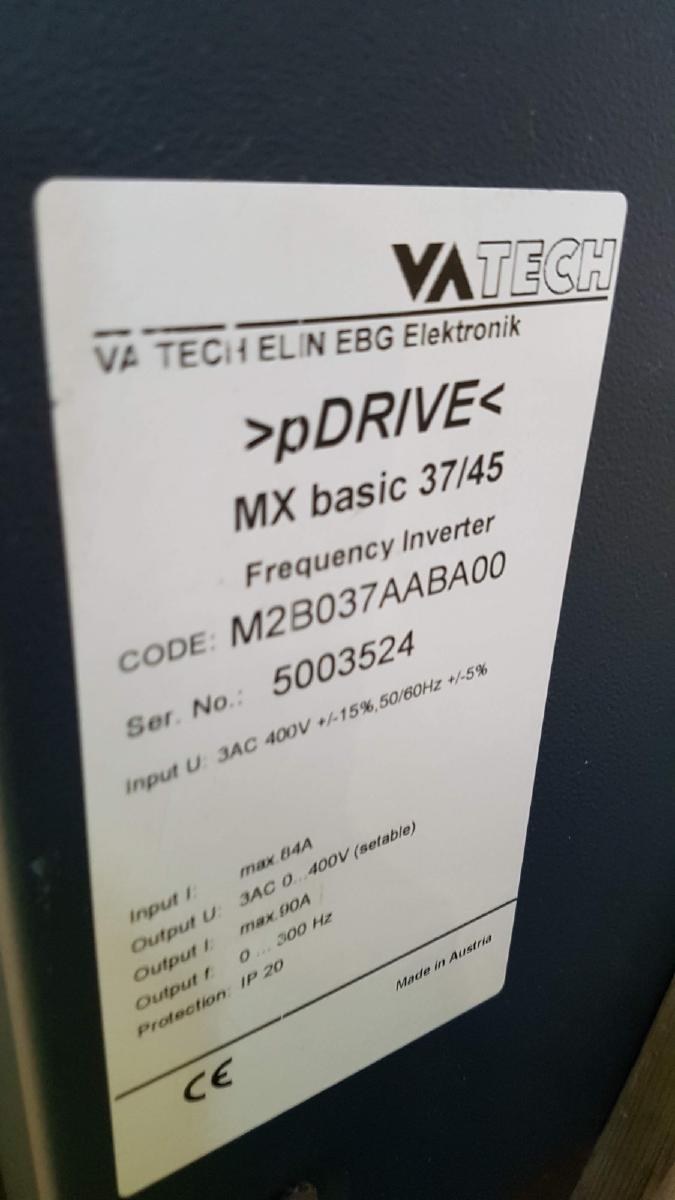 VA TECH
VA TECH ELIN EBG Elektronik
>pDRIVE<
MX basic 37/45
Frequency Inverter
CODE: M2B037AABA00
Ser. No.: 5003524
Input U: 3AC 400V +/-15%,50/60Hz +/-5%
Input I: max.84A
Output U: 3AC 0...400V (setable)
Output I: max.90A
Output f: 0 ... 300 Hz
Protection: IP 20
Made in Austria
CE